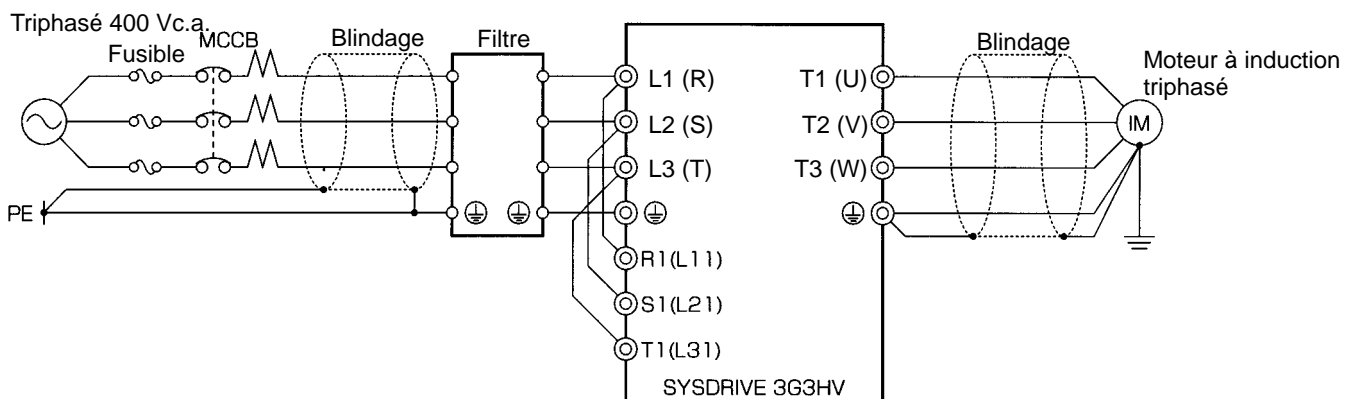 Triphasé 400 Vc.a.
Fusible
MCCB
Blindage
Filtre
L1 (R)
T1 (U)
Blindage
Moteur à induction
triphasé
L2 (S)
T2 (V)
IM
L3 (T)
T3 (W)
PE
R1(L11)
S1(L21)
T1(L31)
SYSDRIVE 3G3HV